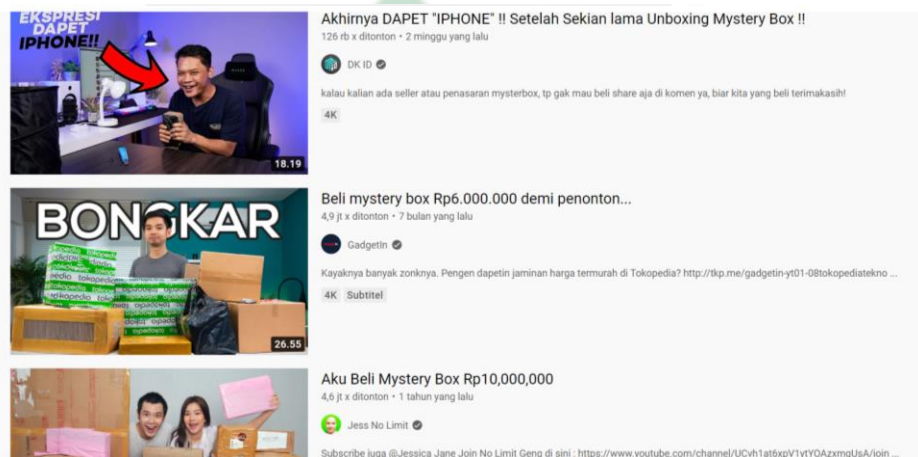 EKSPRESI
DAPET
IPHONE!!
18.19
Akhirnya DAPET "IPHONE" !! Setelah Sekian lama Unboxing Mystery Box !!
126 rb x ditonton • 2 minggu yang lalu
DK ID
kalau kalian ada seller atau penasaran mysterbox, tp gak mau beli share aja di komen ya, biar kita yang beli terimakasih!
4K
BONGKAR
tokopedia
26.55
Beli mystery box Rp6.000.000 demi penonton...
4,9 jt x ditonton • 7 bulan yang lalu
GadgetIn
Kayaknya banyak zonknya. Pengen dapetin jaminan harga termurah di Tokopedia? http://tkp.me/gadgetin-yt01-08tokopediatekno ...
4K Subtitel
Aku Beli Mystery Box Rp10,000,000
4,6 jt x ditonton • 1 tahun yang lalu
Jess No Limit
Subscribe juga @Jessica Jane Join No Limit Geng di sini : https://www.youtube.com/channel/UCvh1at6xpV1ytYOAzxmqUsA/join ...